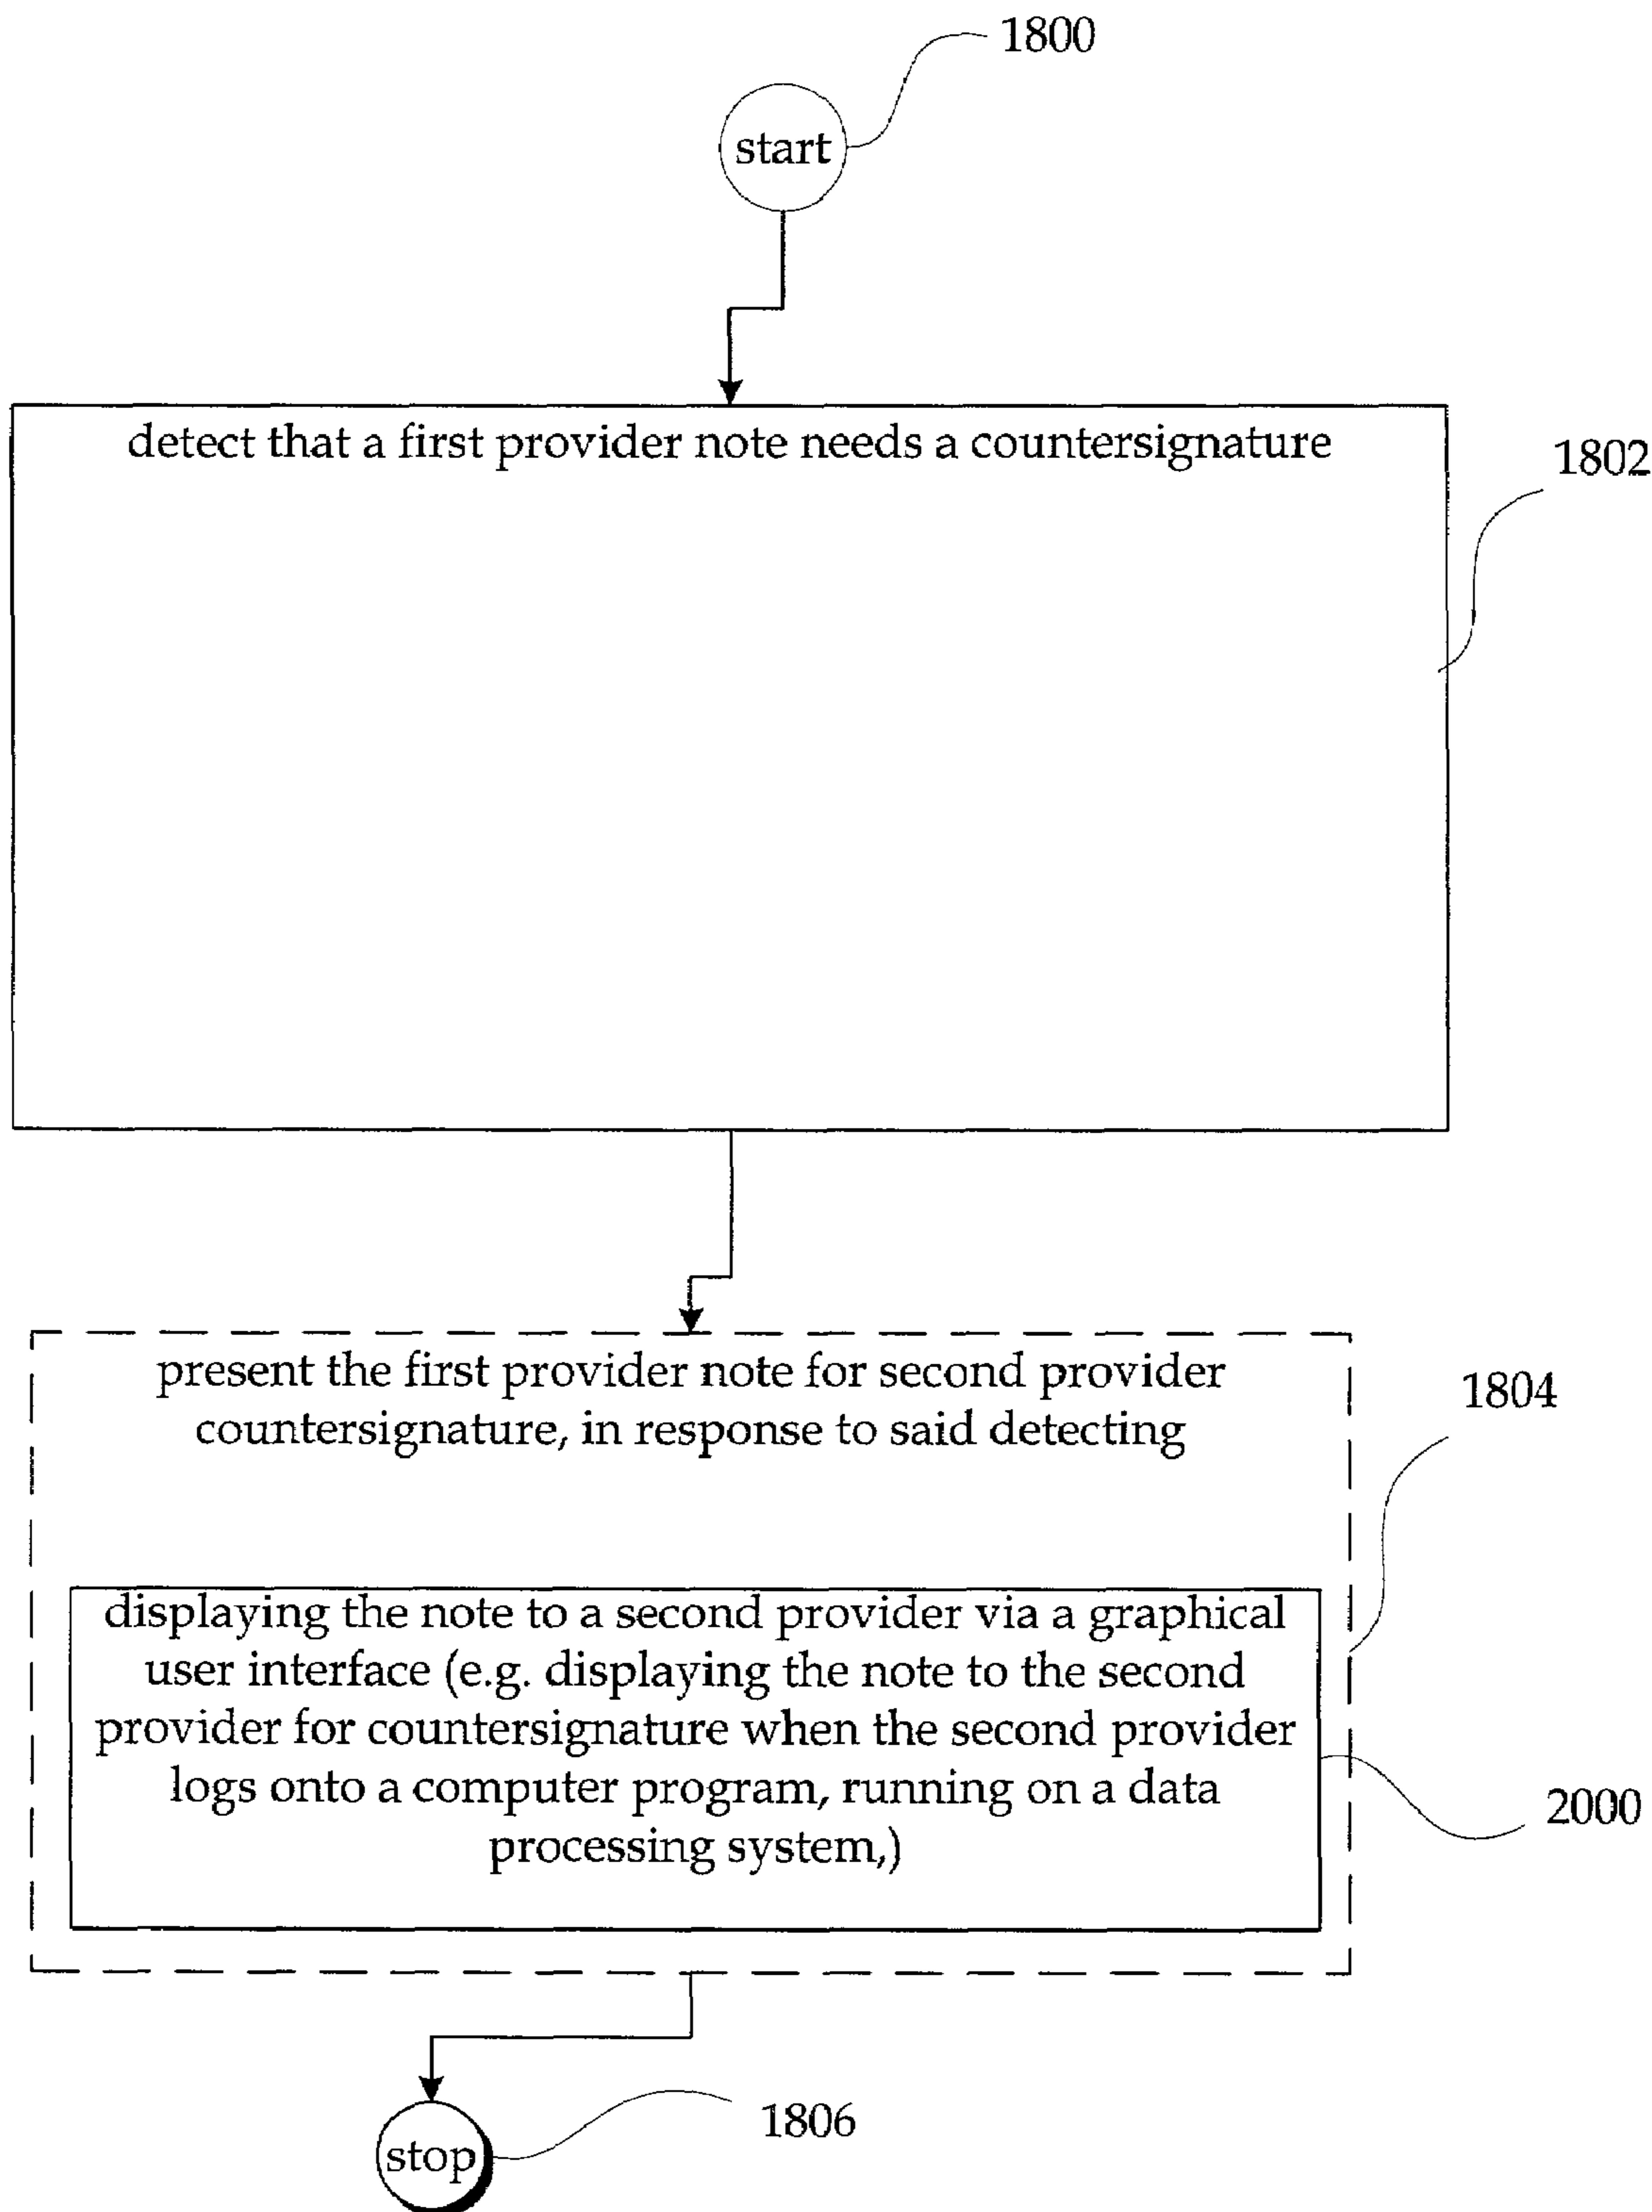 1800
start
detect that a first provider note needs a countersignature
1802
present the first provider note for second provider
countersignature, in response to said detecting
1804
displaying the note to a second provider via a graphical
user interface (e.g. displaying the note to the second
provider for countersignature when the second provider
logs onto a computer program, running on a data
processing system,)
2000
1806
stop